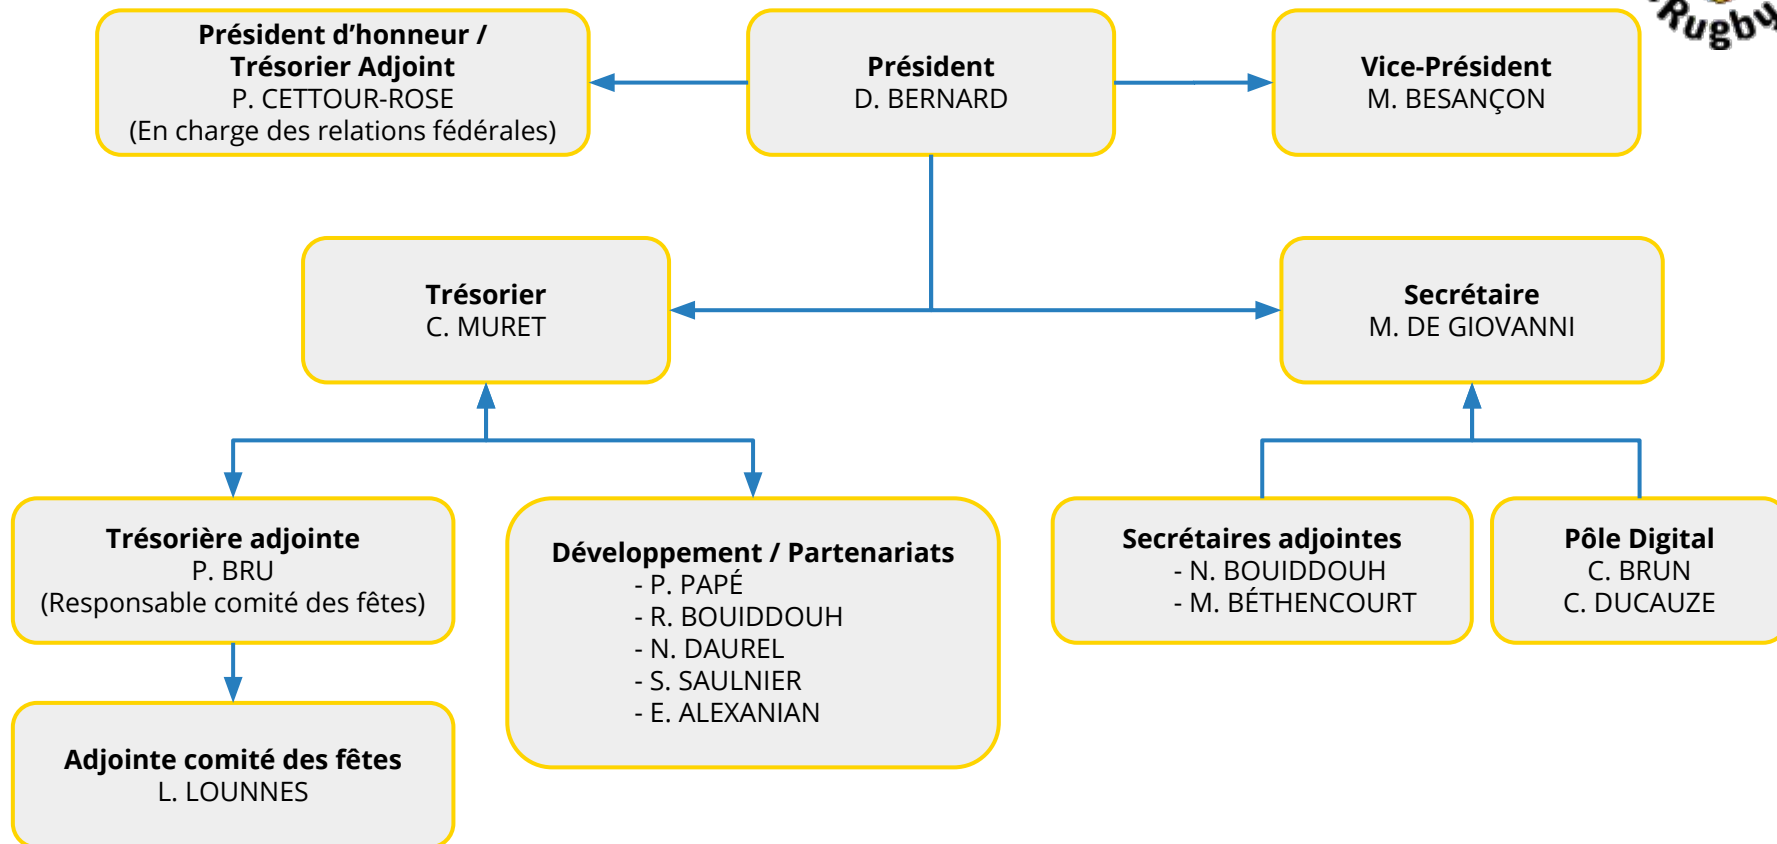 Président d’honneur /
Trésorier Adjoint
P. CETTOUR-ROSE
(En charge des relations fédérales)
Président
D. BERNARD
Vice-Président
M. BESANÇON
Rugby
Trésorier
C. MURET
Secrétaire
M. DE GIOVANNI
Trésorière adjointe
P. BRU
(Responsable comité des fêtes)
Développement / Partenariats
- P. PAPÉ
- R. BOUIDDOUH
- N. DAUREL
- S. SAULNIER
- E. ALEXANIAN
Secrétaires adjointes
- N. BOUIDDOUH
- M. BÉTHENCOURT
Pôle Digital
C. BRUN
C. DUCAUZE
Adjointe comité des fêtes
L. LOUNNES